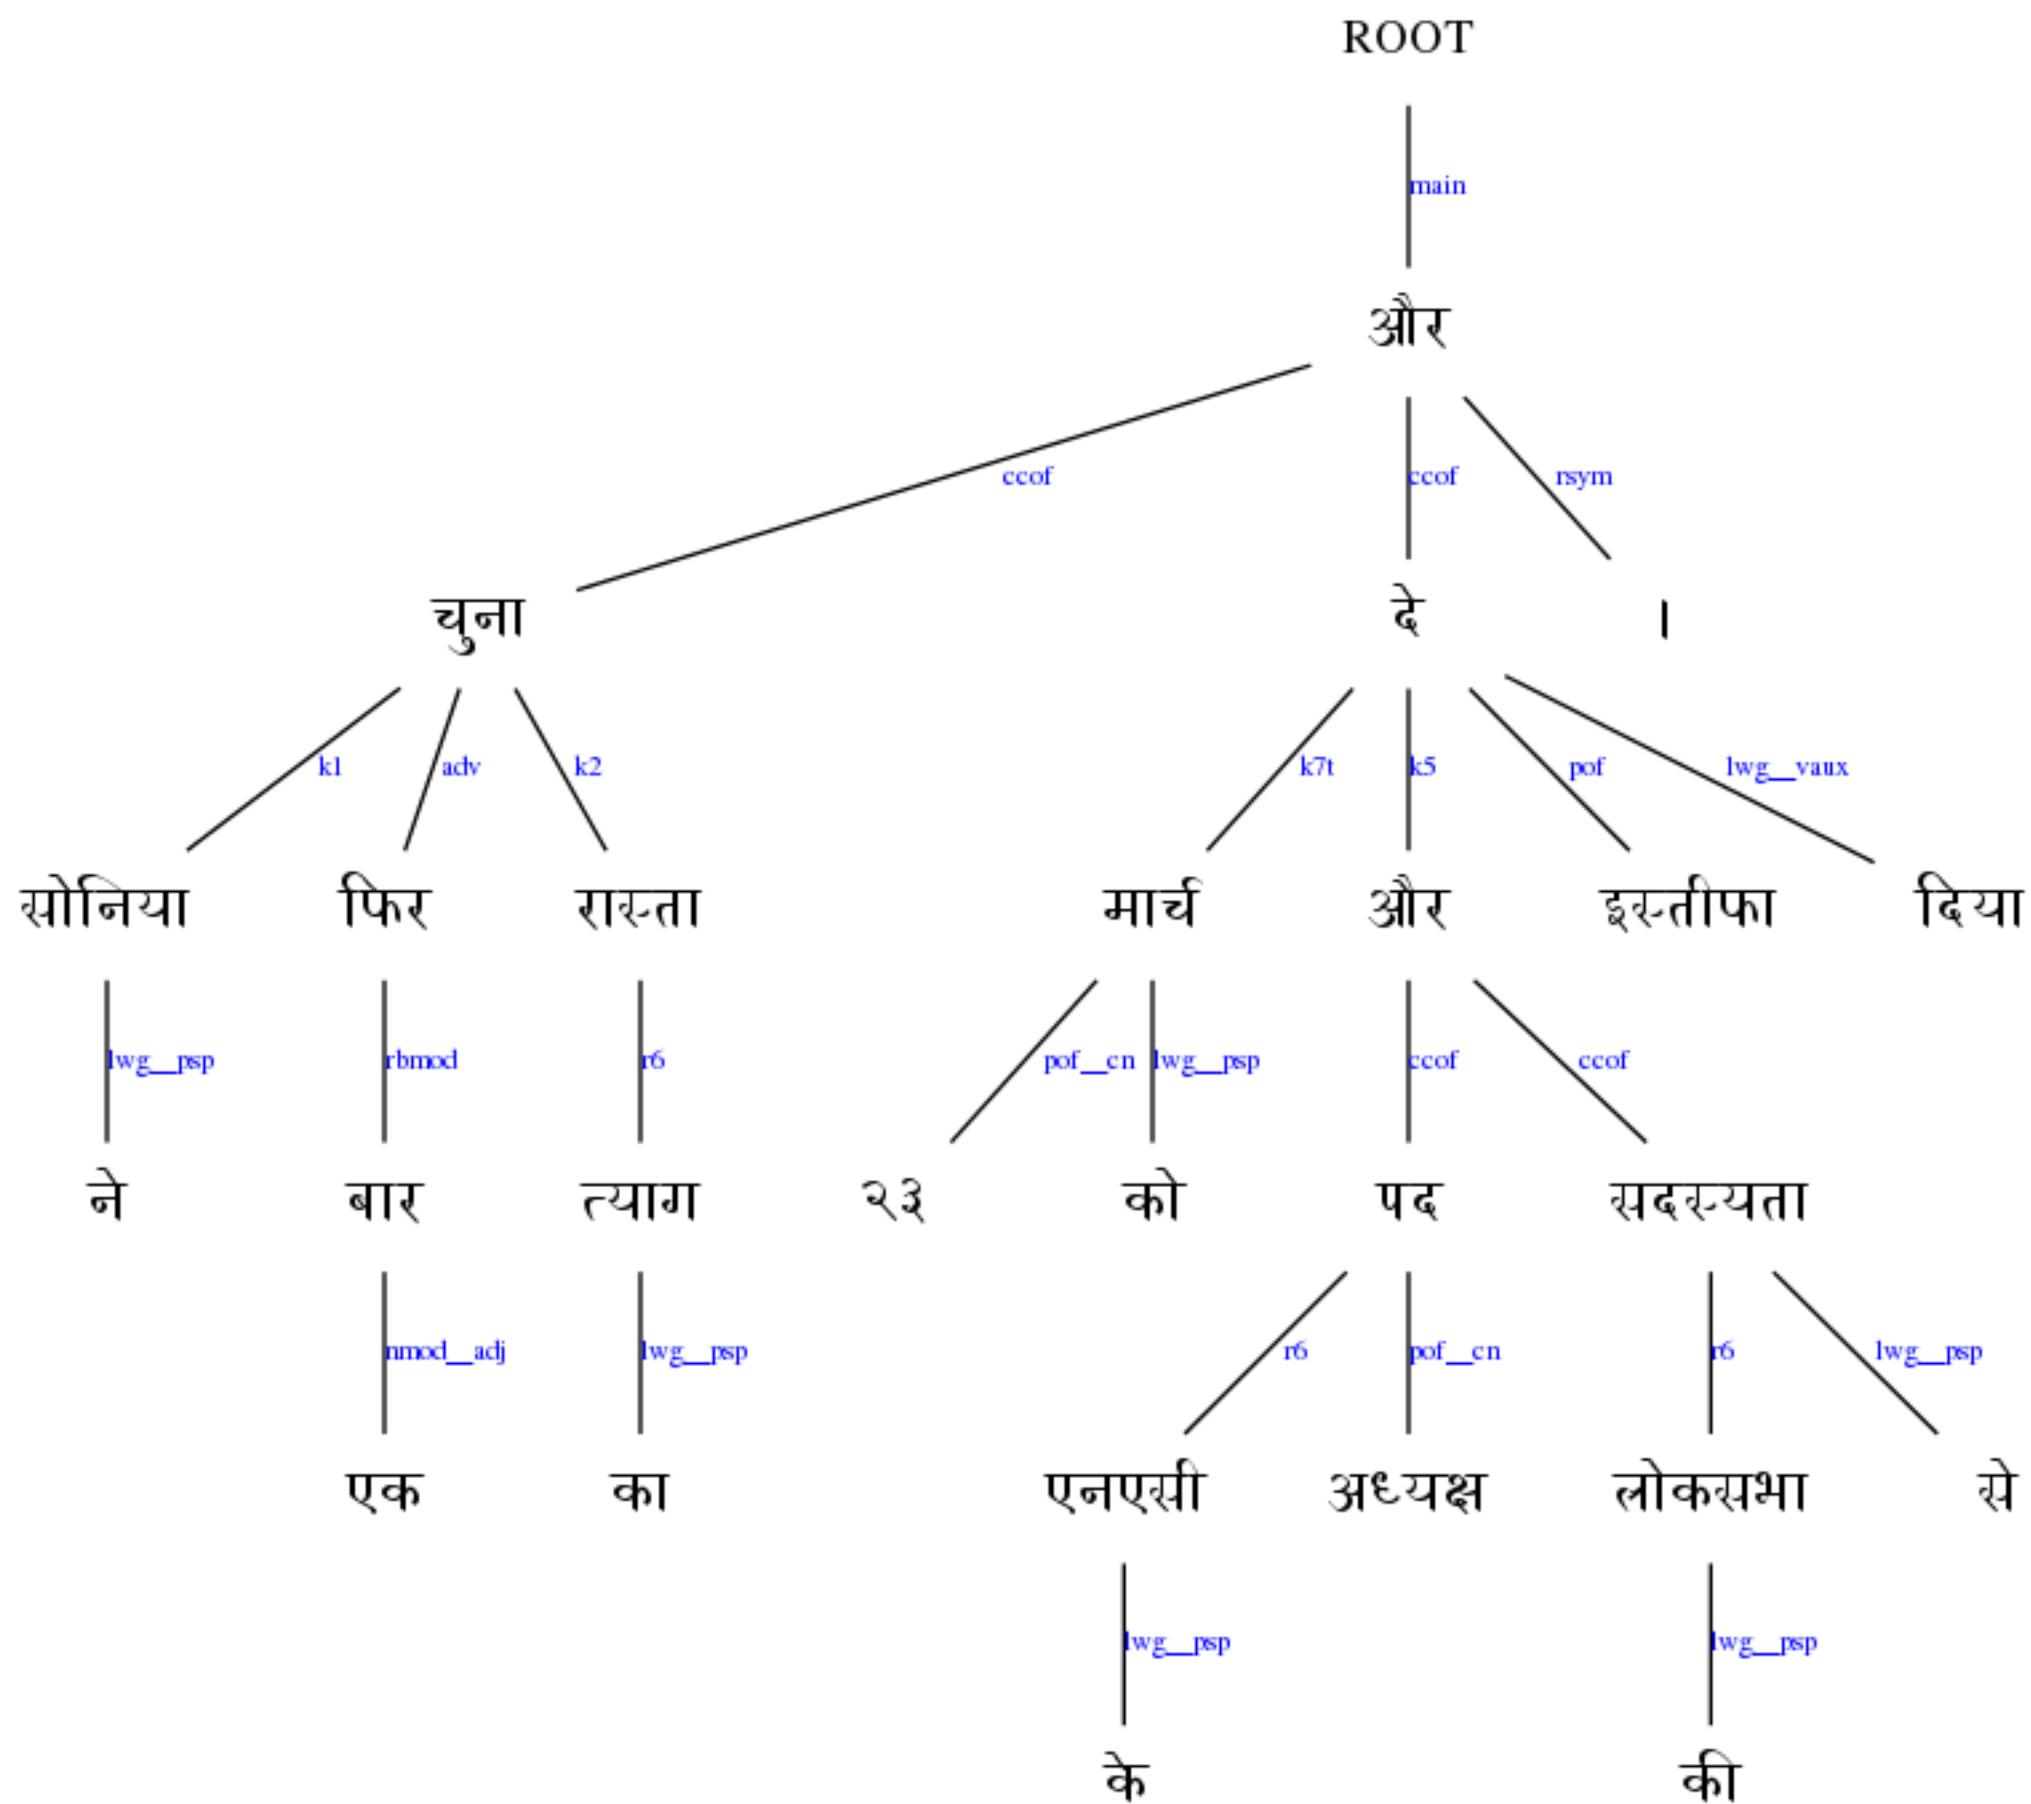 ROOT
main
और
ccof ccof rsym
चुना दे ।
k1 adv k2 k7t k5 pof lwg__vaux
सोनिया फिर रास्ता मार्च और इस्तीफा दिया
lwg__psp rbmod r6 pof__cn lwg__psp ccof ccof
ने बार त्याग २३ को पद सदस्यता
nmod__adj lwg__psp r6 pof__cn r6 lwg__psp
एक का एनएसी अध्यक्ष लोकसभा से
lwg__psp lwg__psp
के की